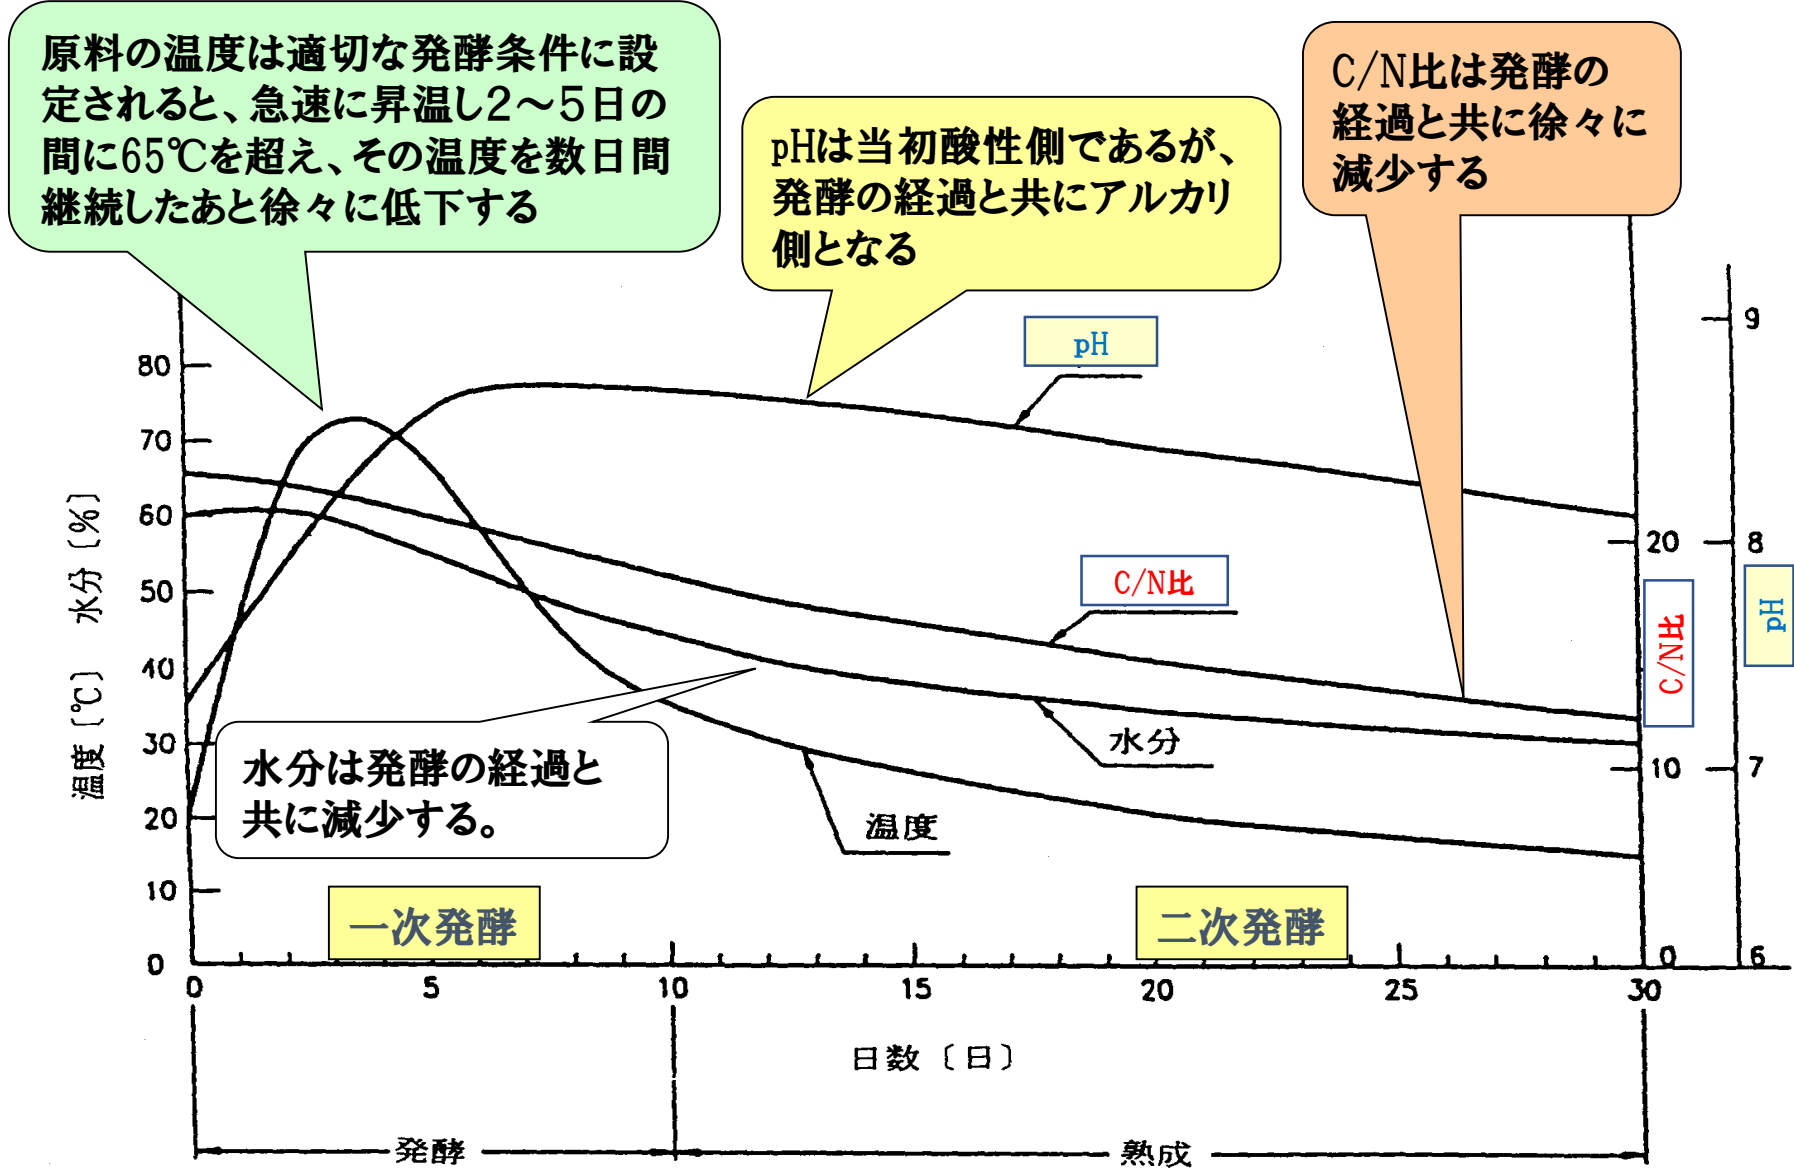 原料の温度は適切な発酵条件に設
定されると、急速に昇温し2～5日の
間に65℃を超え、その温度を数日間
継続したあと徐々に低下する
pHは当初酸性側であるが、
発酵の経過と共にアルカリ
側となる
C/N比は発酵の
経過と共に徐々に
減少する
pH
C/N比
水分
温度
水分は発酵の経過と
共に減少する。
一次発酵
二次発酵
温度〔℃〕 水分〔%〕
80
70
60
50
40
30
20
10
0
20
10
0
C/N比
9
8
7
6
pH
0 5 10 15 20 25 30
日数〔日〕
発酵
熟成